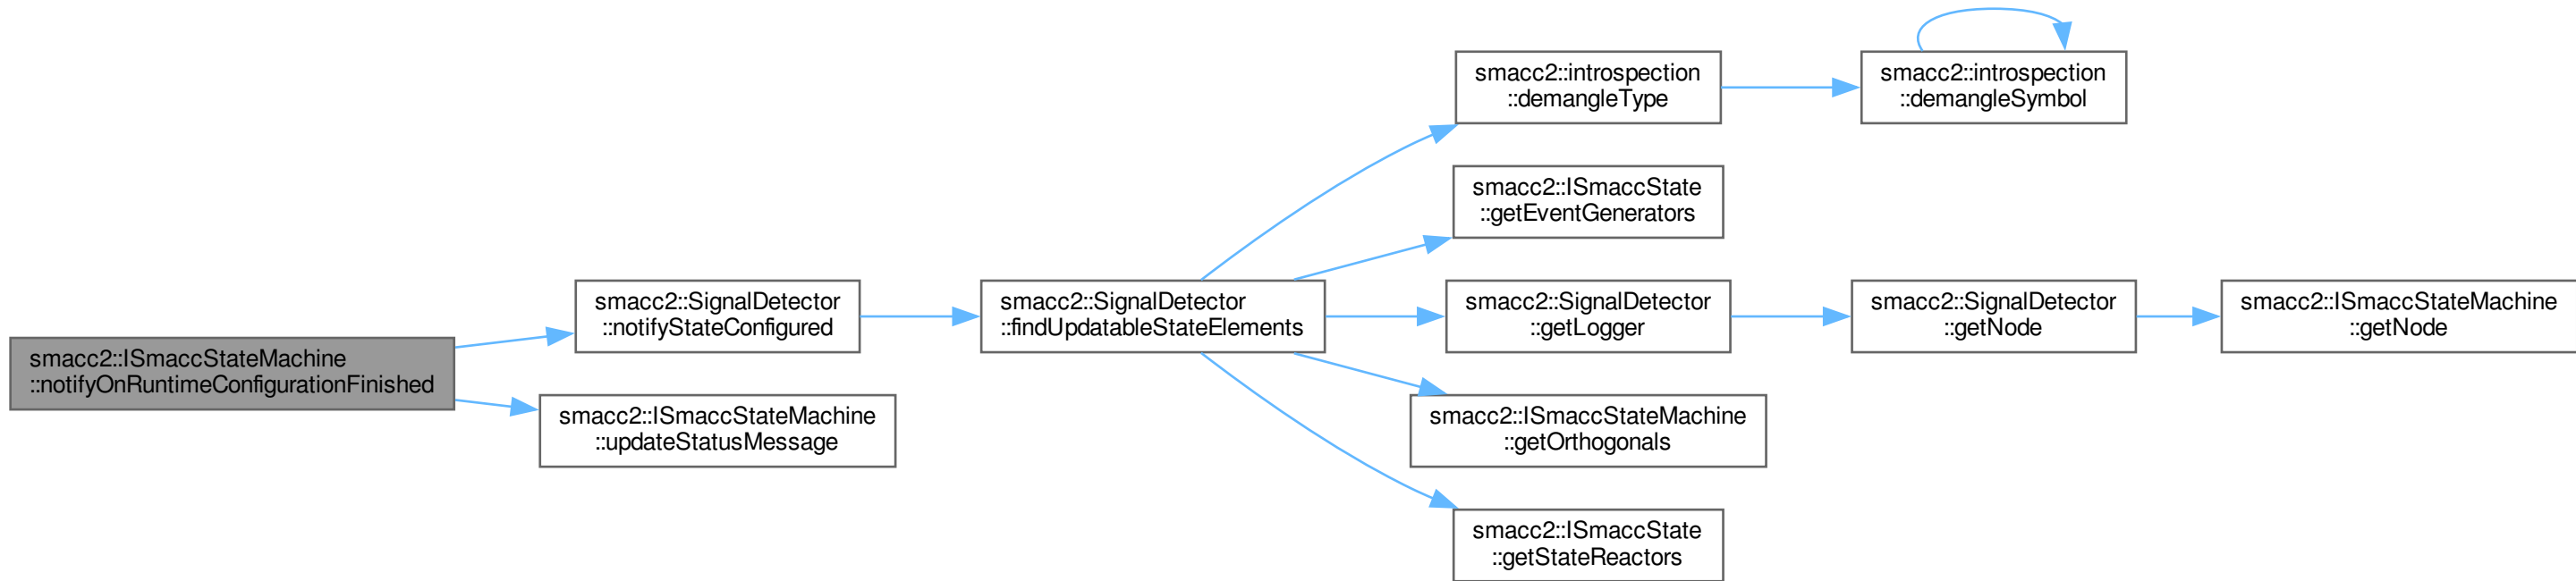 smacc2::ISmaccStateMachine
::notifyOnRuntimeConfigurationFinished
smacc2::SignalDetector
::notifyStateConfigured
smacc2::ISmaccStateMachine
::updateStatusMessage
smacc2::SignalDetector
::findUpdatableStateElements
smacc2::introspection
::demangleType
smacc2::introspection
::demangleSymbol
smacc2::ISmaccState
::getEventGenerators
smacc2::SignalDetector
::getLogger
smacc2::SignalDetector
::getNode
smacc2::ISmaccStateMachine
::getNode
smacc2::ISmaccStateMachine
::getOrthogonals
smacc2::ISmaccState
::getStateReactors